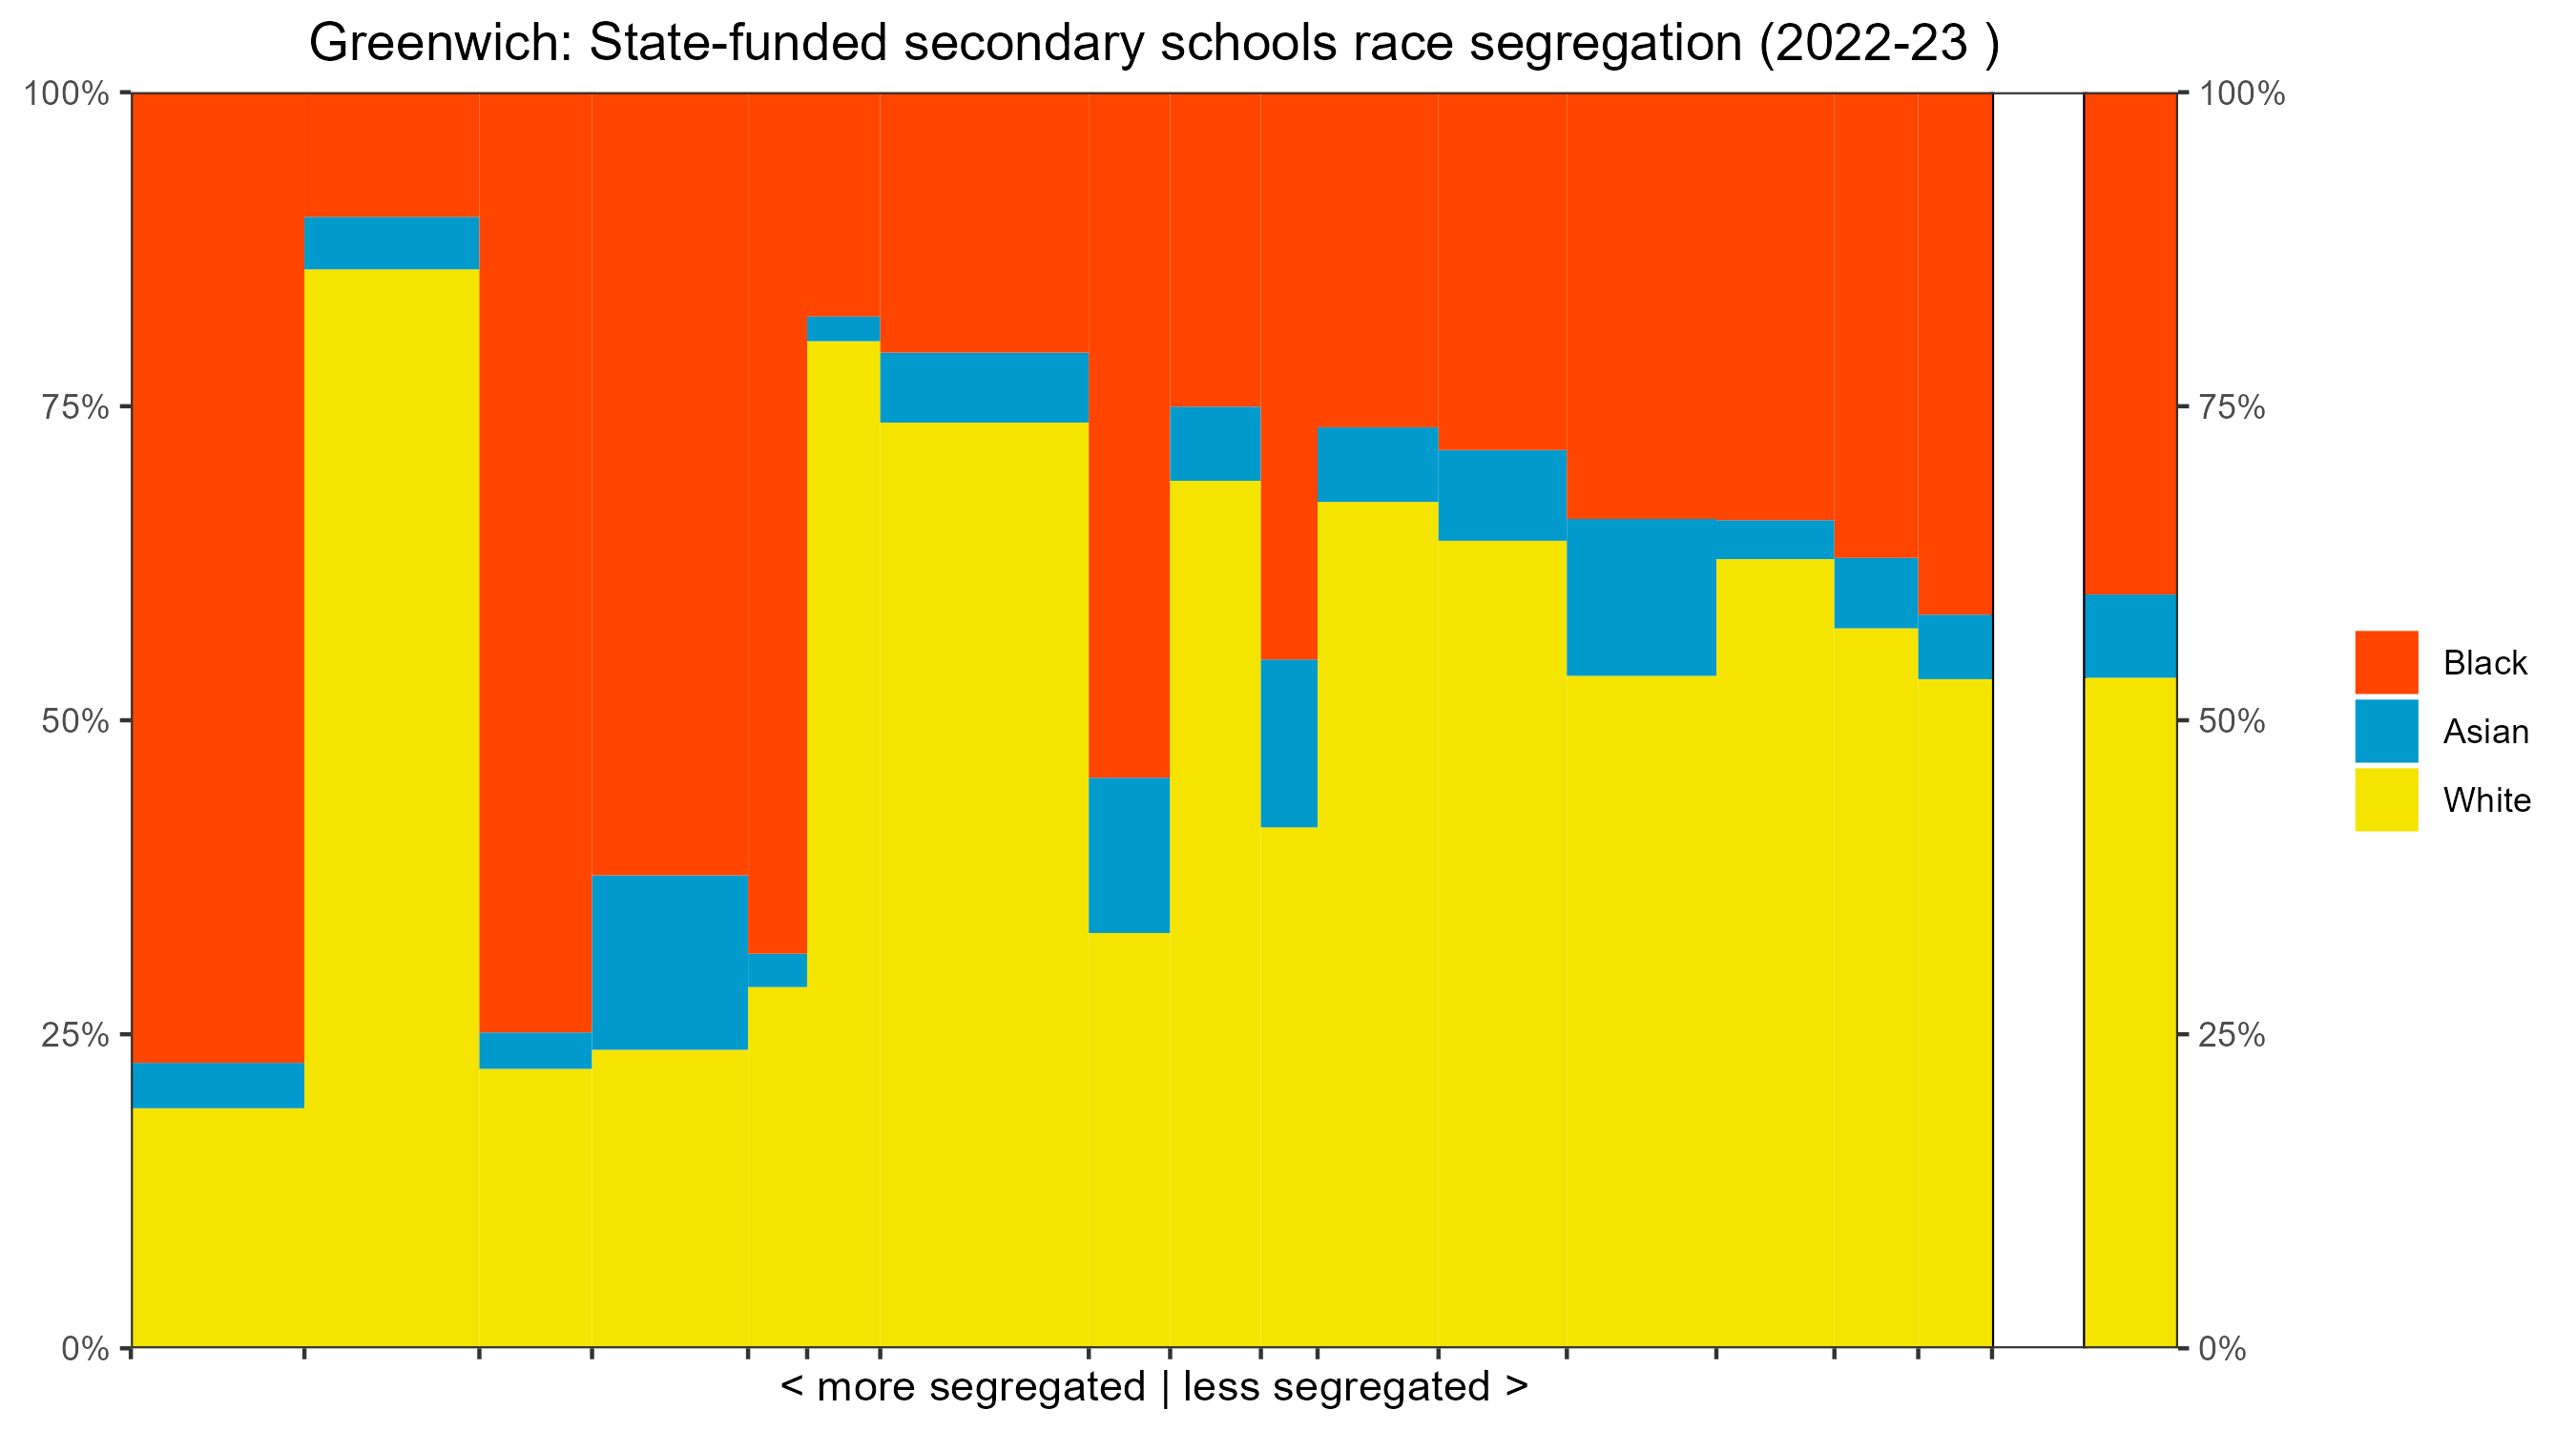 Greenwich: State-funded secondary schools race segregation (2022-23 )
100%
75%
50%
25%
0%
100%
75%
50%
25%
0%
Black
Asian
White
< more segregated | less segregated >